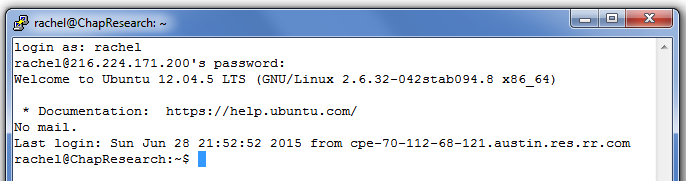 rachel@ChapResearch: ~
login as: rachel
rachel@216.224.171.200's password:
Welcome to Ubuntu 12.04.5 LTS (GNU/Linux 2.6.32-042stab094.8 x86_64)
* Documentation:  https://help.ubuntu.com/
No mail.
Last login: Sun Jun 28 21:52:52 2015 from cpe-70-112-68-121.austin.res.rr.com
rachel@ChapResearch:~$